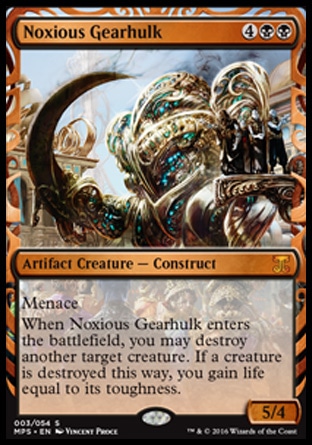 Noxious Gearhulk 4
Artifact Creature — Construct
Menace
When Noxious Gearhulk enters
the battlefield, you may destroy
another target creature. If a creature
is destroyed this way, you gain life
equal to its toughness.
5/4
003/054 S
MPS • EN Vincent Proce ™ & © 2016 Wizards of the Coast